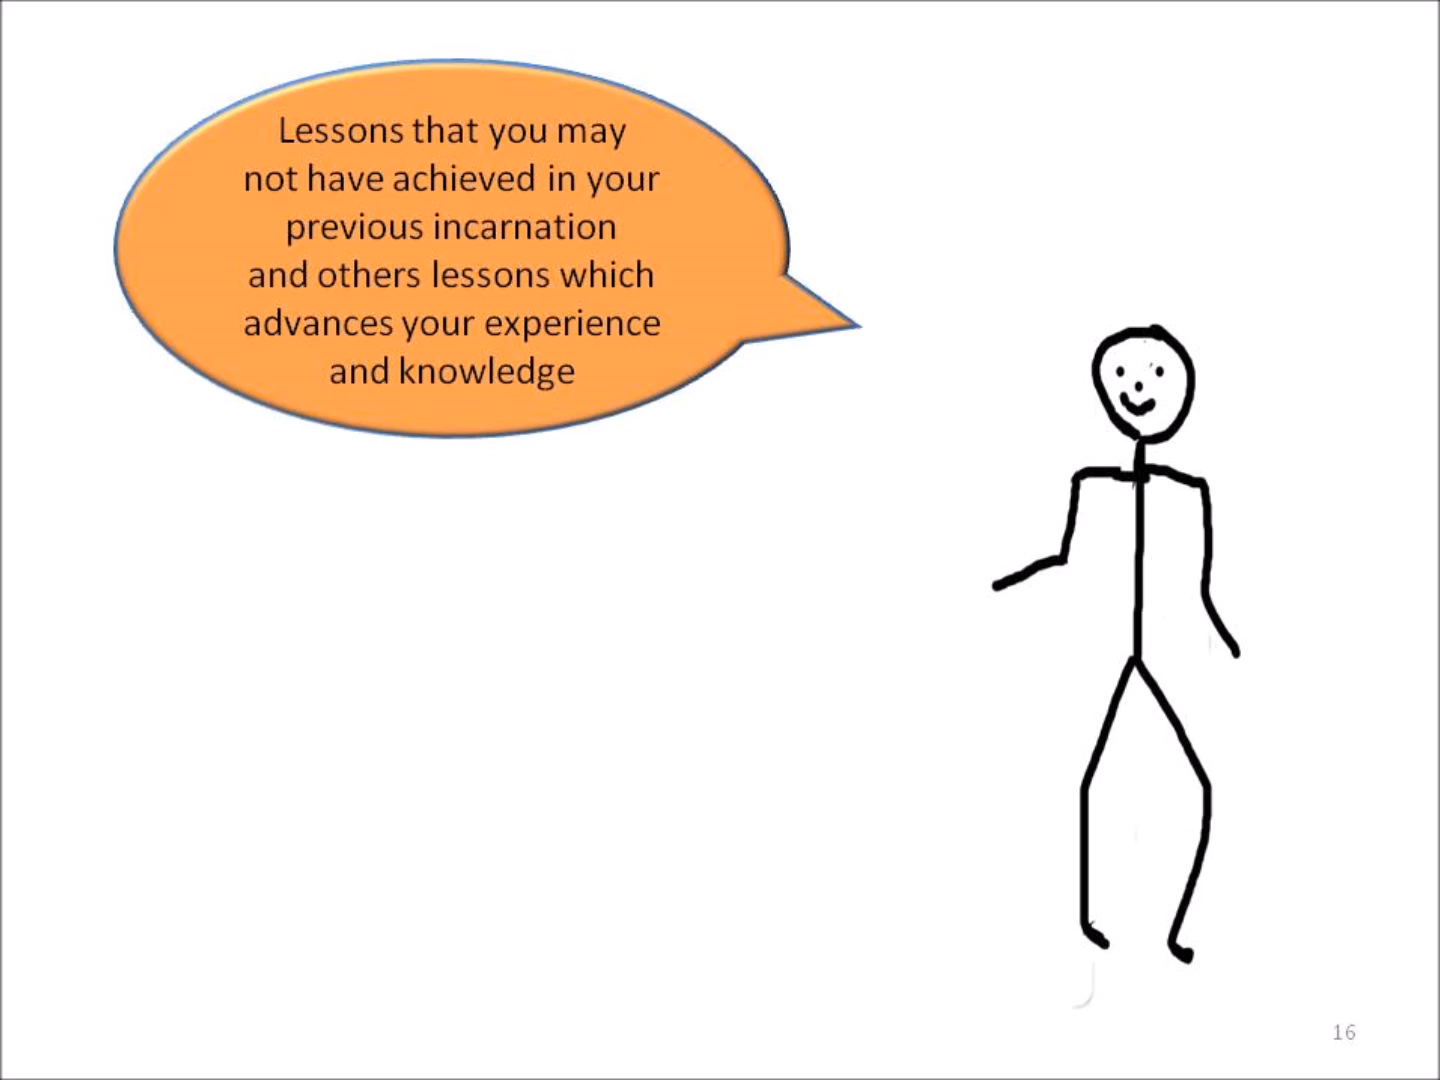 Lessons that you may
not have achieved in your
previous incarnation
and others lessons which
advances your experience
and knowledge
16